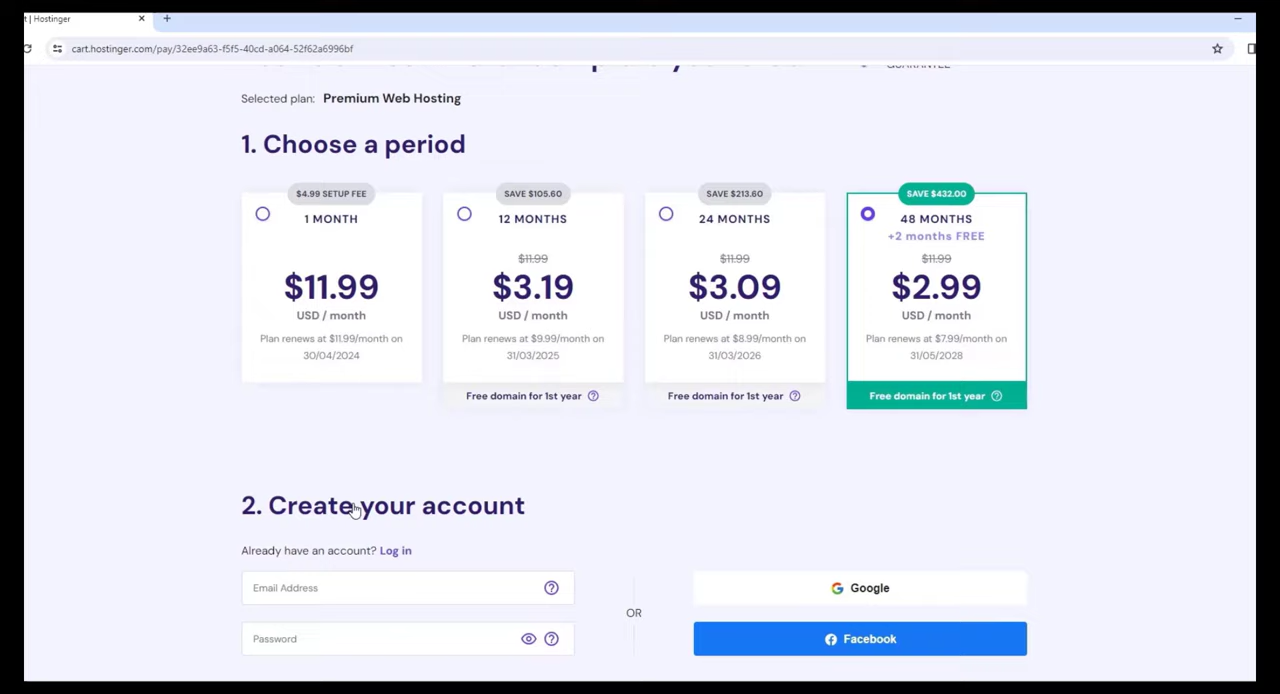 t | Hostinger
cart.hostinger.com/pay/32ee9a63-f5f5-40cd-a064-52f62a6996bf
GUARANTEE
Selected plan: Premium Web Hosting
1. Choose a period
$4.99 SETUP FEE
1 MONTH
$11.99
USD / month
Plan renews at $11.99/month on
30/04/2024
SAVE $105.60
12 MONTHS
$11.99
$3.19
USD / month
Plan renews at $9.99/month on
31/03/2025
Free domain for 1st year
SAVE $213.60
24 MONTHS
$11.99
$3.09
USD / month
Plan renews at $8.99/month on
31/03/2026
Free domain for 1st year
SAVE $432.00
48 MONTHS
+2 months FREE
$11.99
$2.99
USD / month
Plan renews at $7.99/month on
31/05/2028
Free domain for 1st year
2. Create your account
Already have an account? Log in
Email Address
Password
OR
Google
Facebook